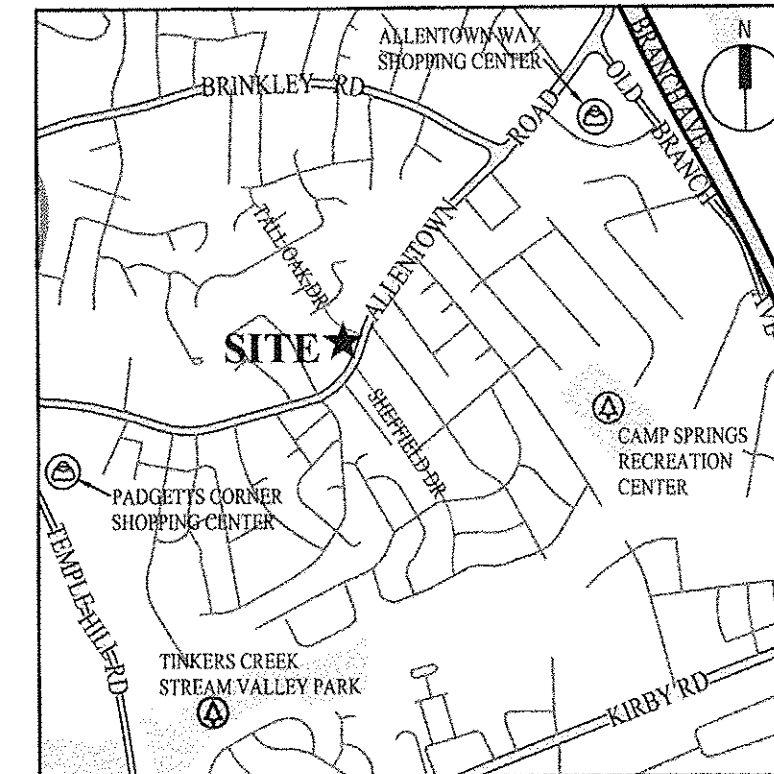 ALLENTOWN WAY
SHOPPING CENTER
N
BRINKLEY RD
BRANCH AVE
OLD BRANCH AVE
ALLENTOWN ROAD
TALL OAK DR
SITE
SHEFFIELD DR
CAMP SPRINGS
RECREATION
CENTER
PADGETTS CORNER
SHOPPING CENTER
TEMPLE HILL RD
TINKERS CREEK
STREAM VALLEY PARK
KIRBY RD